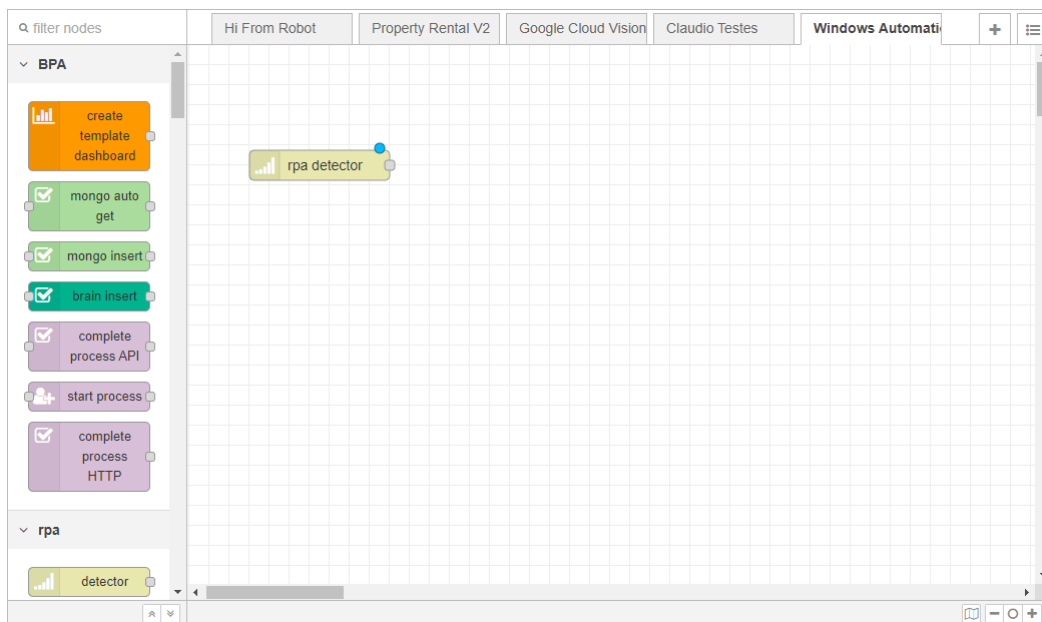 filter nodes
Hi From Robot
Property Rental V2
Google Cloud Vision
Claudio Testes
Windows Automati
BPA
create
template
dashboard
mongo auto
get
mongo insert
brain insert
complete
process API
start process
complete
process
HTTP
rpa
detector
rpa detector